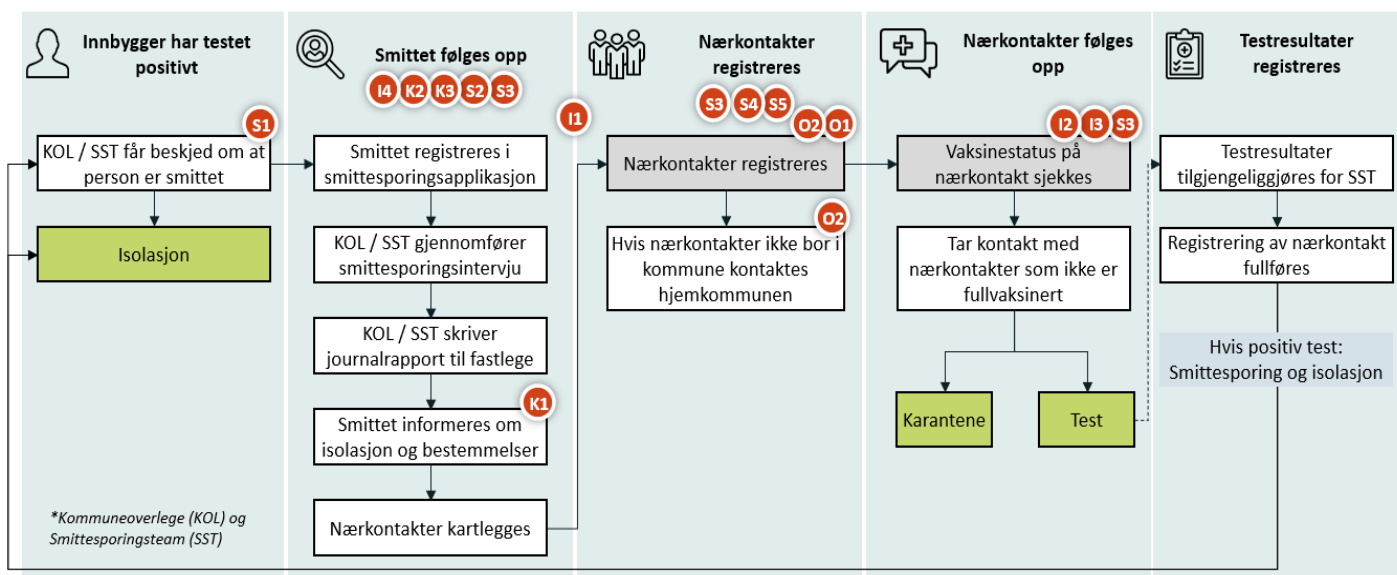 Innbygger har testet
positivt
S1
KOL / SST får beskjed om at
person er smittet
Isolasjon
*Kommuneoverlege (KOL) og
Smittesporingsteam (SST)
Smittet følges opp
I4 K2 K3 S2 S3
I1
Smittet registreres i
smittesporingsapplikasjon
KOL / SST gjennomfører
smittesporingsintervju
KOL / SST skriver
journalrapport til fastlege
K1
Smittet informeres om
isolasjon og bestemmelser
Nærkontakter kartlegges
Nærkontakter
registreres
S3 S4 S5
O2 O1
Nærkontakter registreres
O2
Hvis nærkontakter ikke bor i
kommune kontaktes
hjemkommunen
Nærkontakter følges
opp
I2 I3 S3
Vaksinestatus på
nærkontakt sjekkes
Tar kontakt med
nærkontakter som ikke er
fullvaksinert
Karantene
Test
Testresultater
registreres
Testresultater
tilgjengeliggjøres for SST
Registrering av nærkontakt
fullføres
Hvis positiv test:
Smittesporing og isolasjon